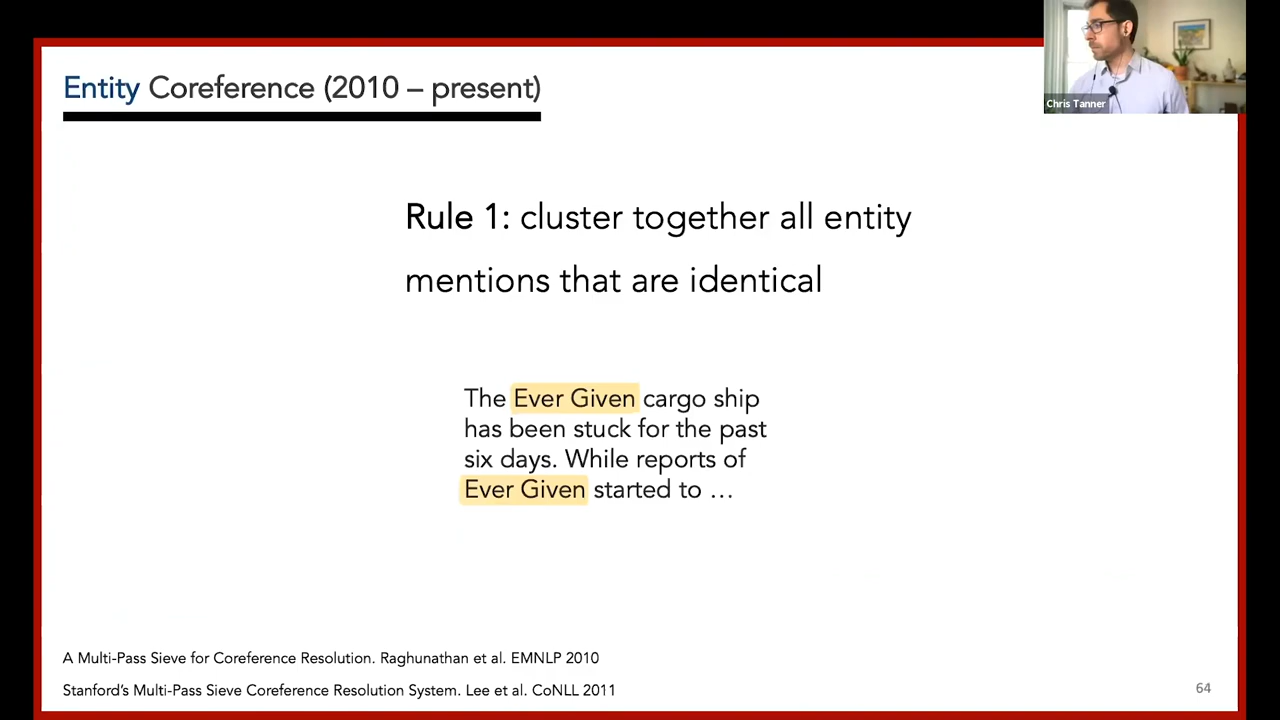 Entity Coreference (2010 – present)
Chris Tanner
Rule 1: cluster together all entity
mentions that are identical
The Ever Given cargo ship
has been stuck for the past
six days. While reports of
Ever Given started to …
A Multi-Pass Sieve for Coreference Resolution. Raghunathan et al. EMNLP 2010
Stanford’s Multi-Pass Sieve Coreference Resolution System. Lee et al. CoNLL 2011
64